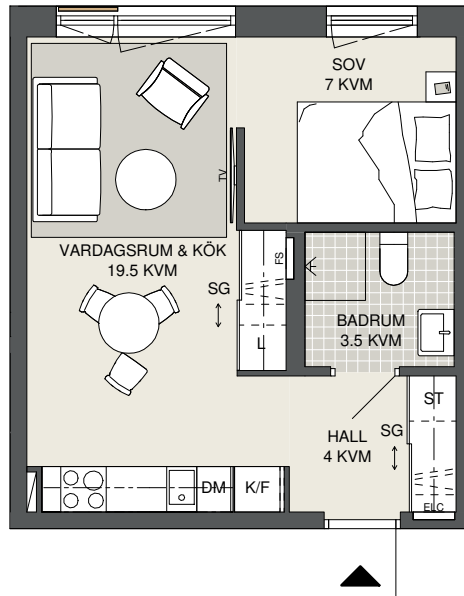 SOV
7 KVM
TV
VARDAGSRUM & KÖK
19.5 KVM
FS
SG
L
BADRUM
3.5 KVM
ST
HALL
4 KVM
SG
DM
K/F
ELC